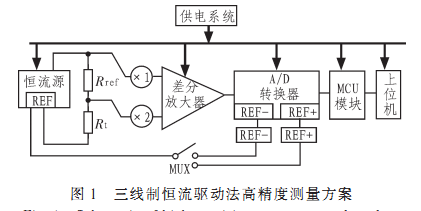 供电系统
恒流源
REF
Rref
Rt
×1
×2
差分
放大器
A/D
转换器
REF- REF+
REF- REF+
MUX
MCU
模块
上位机
图1 三线制恒流驱动法高精度测量方案